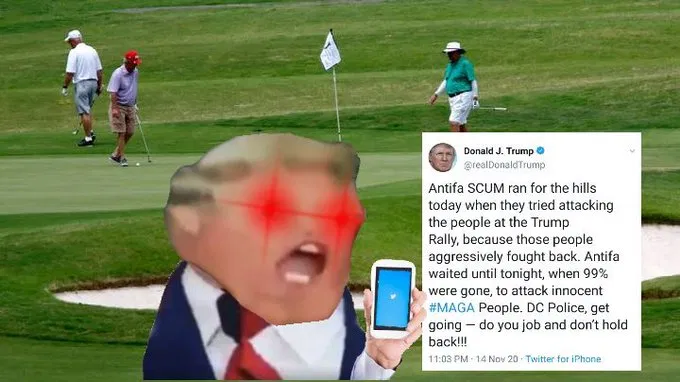 Donald J. Trump
@realDonaldTrump
Antifa SCUM ran for the hills
today when they tried attacking
the people at the Trump
Rally, because those people
aggressively fought back. Antifa
waited until tonight, when 99%
were gone, to attack innocent
#MAGA People. DC Police, get
going — do you job and don't hold
back!!!
11:03 PM · 14 Nov 20 · Twitter for iPhone